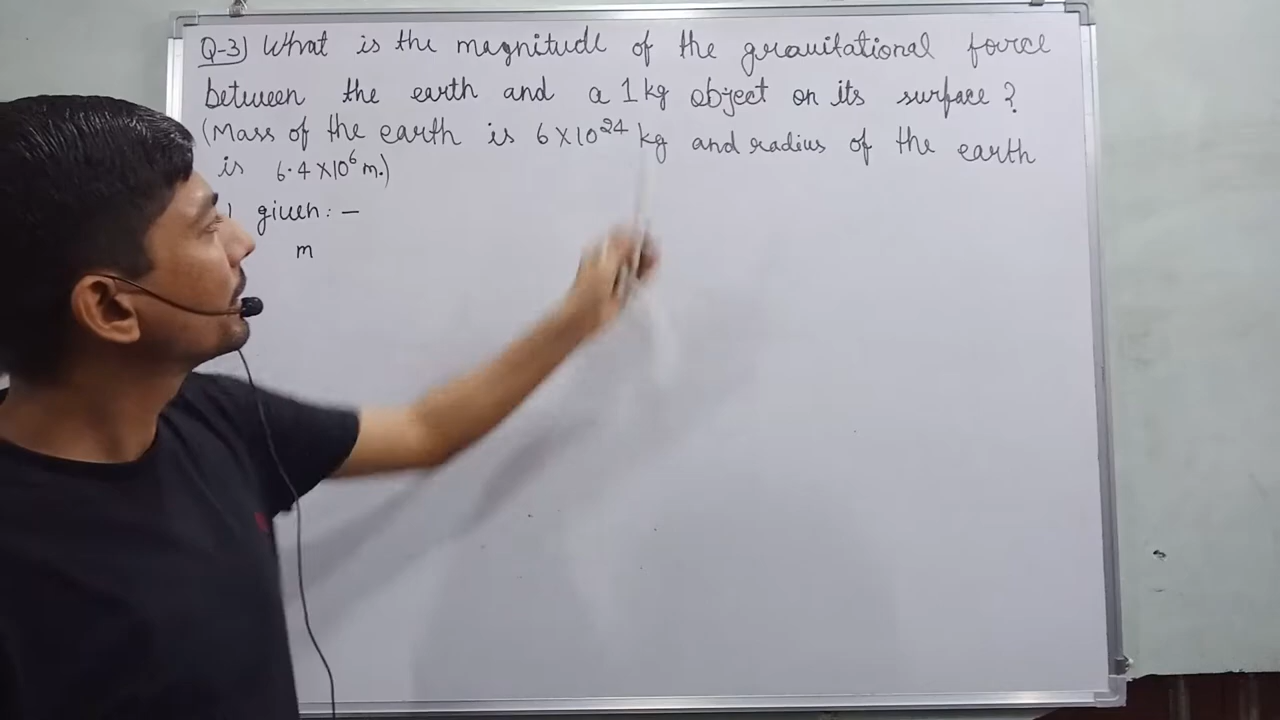 Q-3) What is the magnitude of the gravitational force
between the earth and a 1 kg object on its surface ?
(Mass of the earth is 6 × 10²⁴ kg and radius of the earth
is 6.4 × 10⁶ m.)
given : –
m